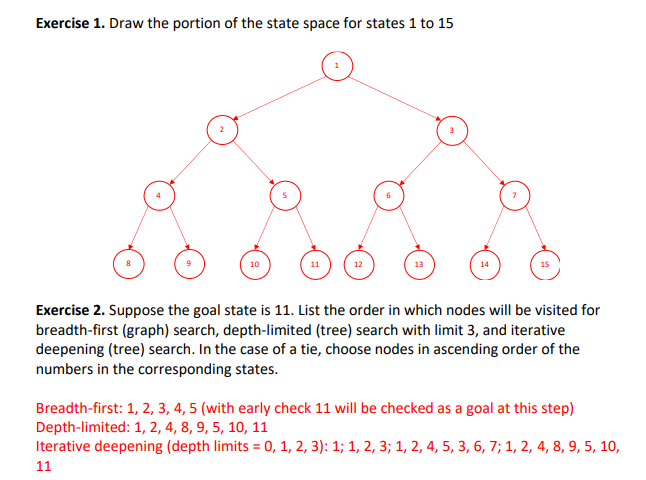 Exercise 1. Draw the portion of the state space for states 1 to 15
1
2
3
4
5
6
7
8
9
10
11
12
13
14
15
Exercise 2. Suppose the goal state is 11. List the order in which nodes will be visited for
breadth-first (graph) search, depth-limited (tree) search with limit 3, and iterative
deepening (tree) search. In the case of a tie, choose nodes in ascending order of the
numbers in the corresponding states.
Breadth-first: 1, 2, 3, 4, 5 (with early check 11 will be checked as a goal at this step)
Depth-limited: 1, 2, 4, 8, 9, 5, 10, 11
Iterative deepening (depth limits = 0, 1, 2, 3): 1; 1, 2, 3; 1, 2, 4, 5, 3, 6, 7; 1, 2, 4, 8, 9, 5, 10,
11